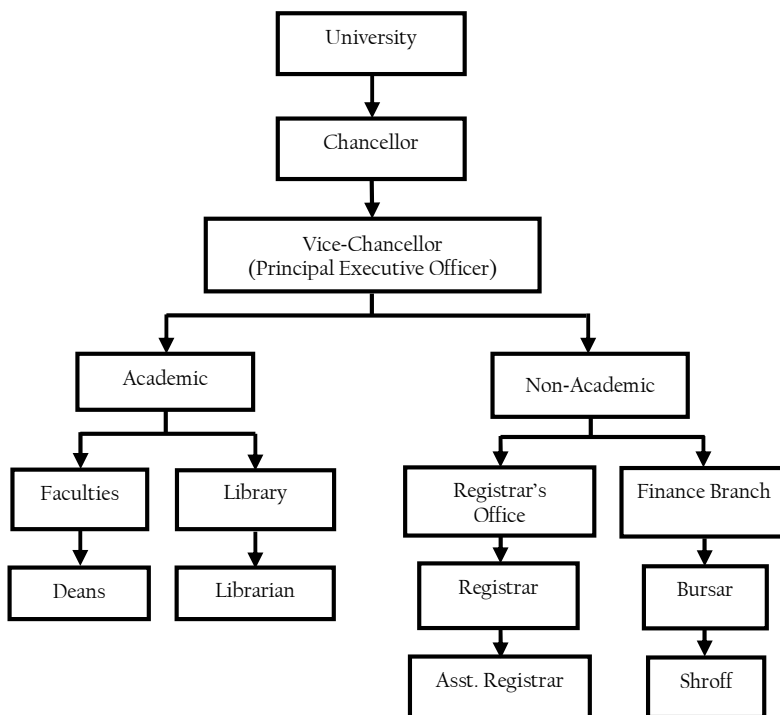 University
Chancellor
Vice-Chancellor
(Principal Executive Officer)
Academic
Non-Academic
Faculties
Library
Registrar’s
Office
Finance Branch
Deans
Librarian
Registrar
Bursar
Asst. Registrar
Shroff